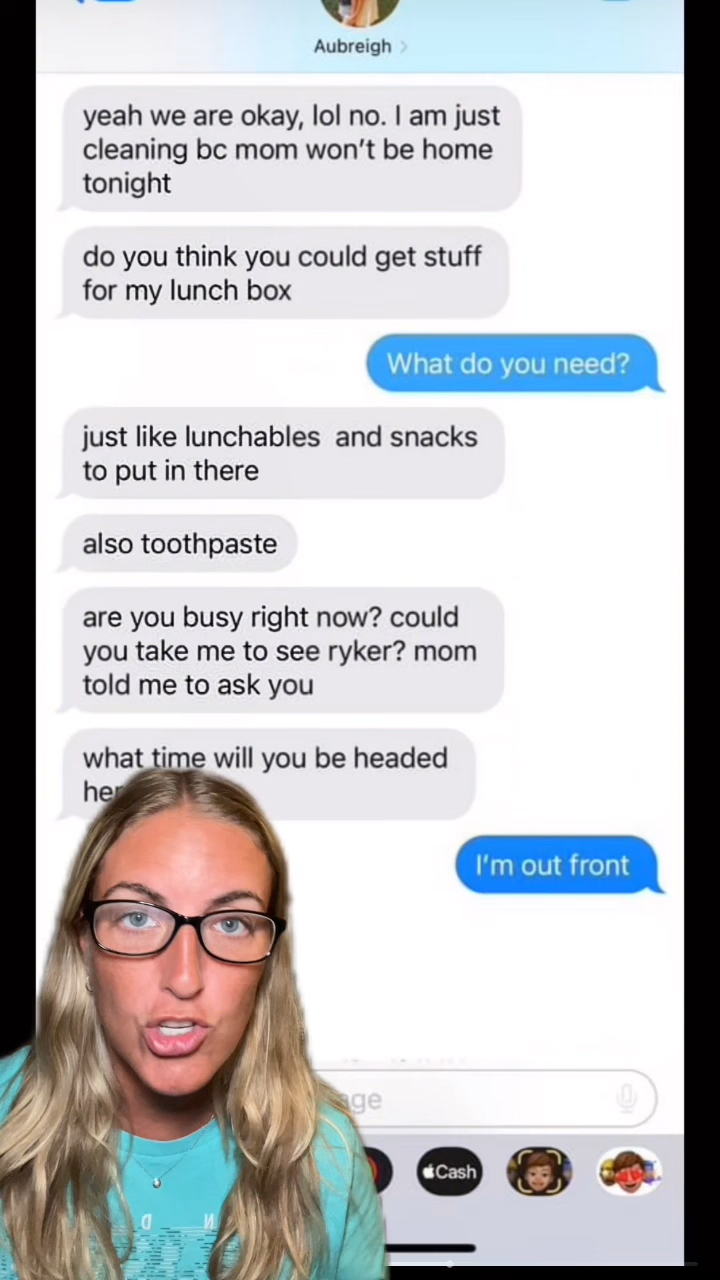 Aubreigh
yeah we are okay, lol no. I am just
cleaning bc mom won't be home
tonight
do you think you could get stuff
for my lunch box
What do you need?
just like lunchables and snacks
to put in there
also toothpaste
are you busy right now? could
you take me to see ryker? mom
told me to ask you
what time will you be headed
I'm out front
Cash